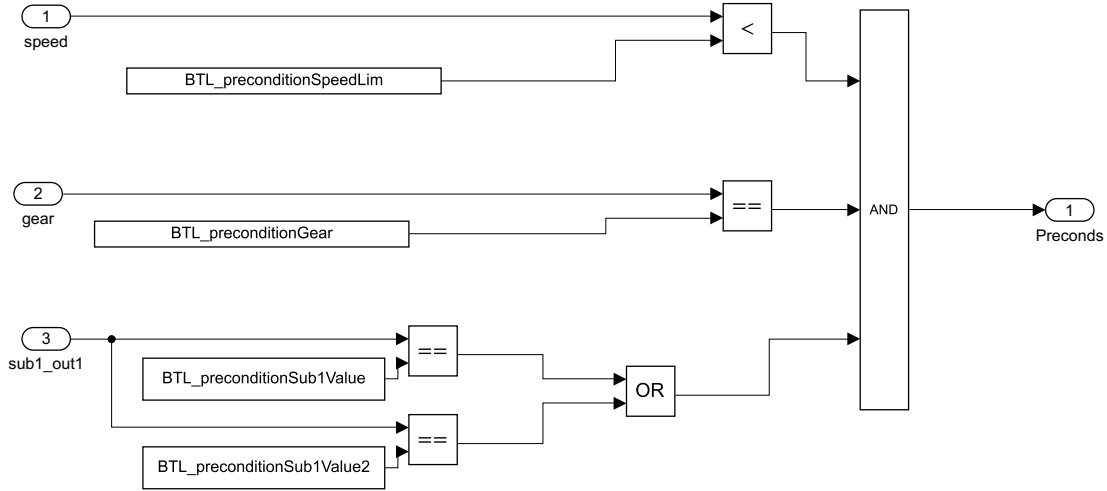 1
speed
<
BTL_preconditionSpeedLim
2
gear
==
BTL_preconditionGear
AND
1
Preconds
3
sub1_out1
==
BTL_preconditionSub1Value
OR
==
BTL_preconditionSub1Value2